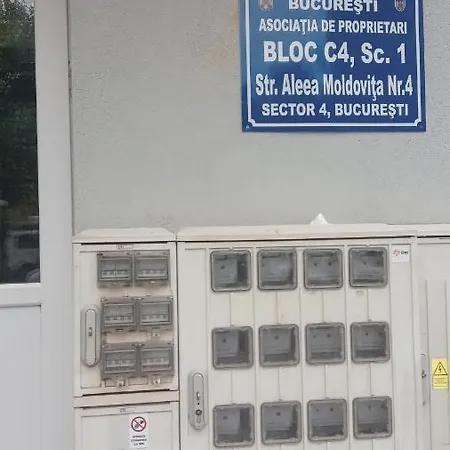 BUCUREȘTI
ASOCIAȚIA DE PROPRIETARI
BLOC C4, Sc. 1
Str. Aleea Moldovița Nr.4
SECTOR 4, BUCUREȘTI